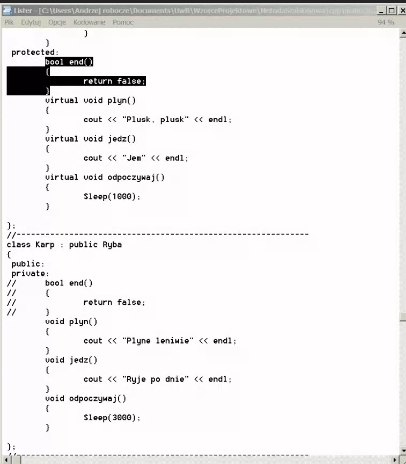 Lister - [C:\Users\Andrzej robocze\Documents\UwB\WzorceProjektowe\
Plik Edytuj Opcje Kodowanie Pomoc 94 %
}
}
protected:
bool end()
{
return false;
}
virtual void plyn()
{
cout << "Plusk, plusk" << endl;
}
virtual void jedz()
{
cout << "Jem" << endl;
}
virtual void odpoczywaj()
{
Sleep(1000);
}
};
//-------------------------------------------------------------
class Karp : public Ryba
{
public:
private:
// bool end()
// {
// return false;
// }
void plyn()
{
cout << "Plyne leniwie" << endl;
}
void jedz()
{
cout << "Ryje po dnie" << endl;
}
void odpoczywaj()
{
Sleep(3000);
}
};
//-------------------------------------------------------------